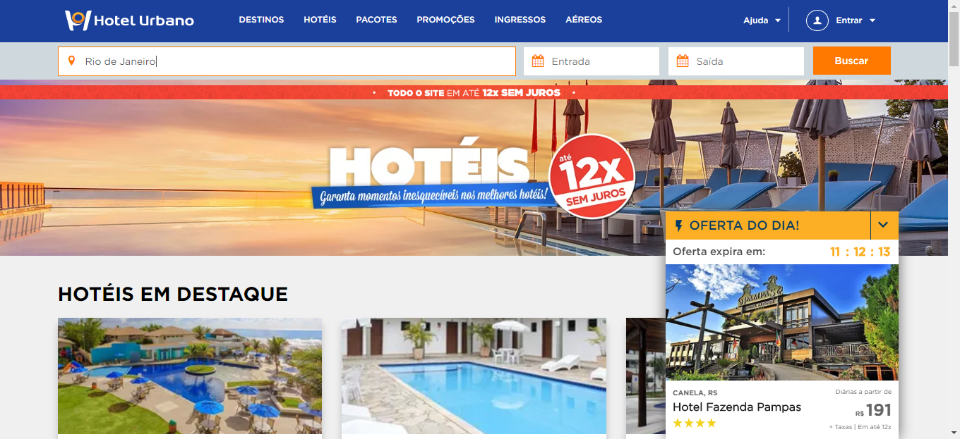 Hotel Urbano
DESTINOS HOTÉIS PACOTES PROMOÇÕES INGRESSOS AÉREOS
Ajuda Entrar
Rio de Janeiro Entrada Saída Buscar
• TODO O SITE EM ATÉ 12x SEM JUROS •
HOTÉIS
Garanta momentos inesquecíveis nos melhores hotéis!
até
12x
SEM JUROS
OFERTA DO DIA!
Oferta expira em: 11 : 12 : 13
HOTÉIS EM DESTAQUE
CANELA, RS
Diárias a partir de
Hotel Fazenda Pampas
R$ 191
+ Taxas | Em até 12x